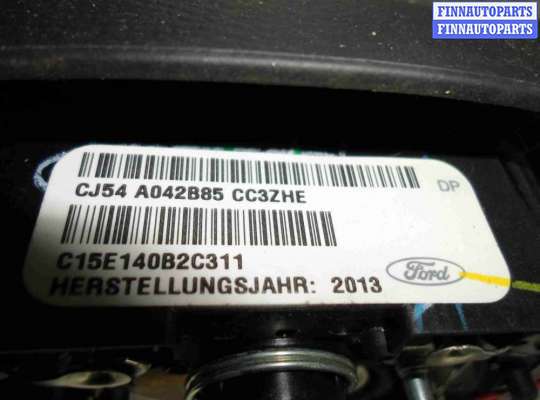 FINNAUTOPARTS
FINNAUTOPARTS
CJ54 A042B85 CC3ZHE
DP
C15E140B2C311
Ford
HERSTELLUNGSJAHR: 2013